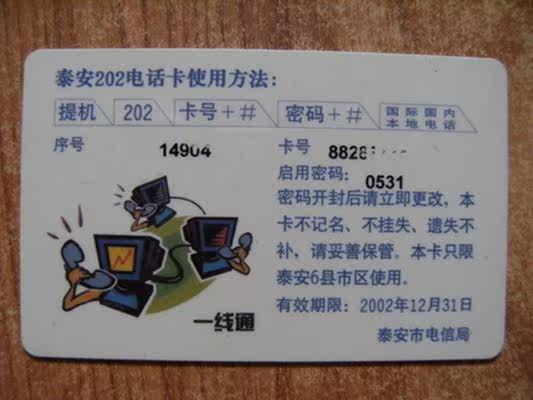 泰安202电话卡使用方法：
提机 202 卡号＋＃ 密码＋＃ 国际国内
本地电话
序号 14904
卡号 8828
启用密码： 0531
密码开封后请立即更改，本
卡不记名、不挂失、遗失不
补，请妥善保管。本卡只限
泰安6县市区使用。
有效期限：2002年12月31日
一线通
泰安市电信局